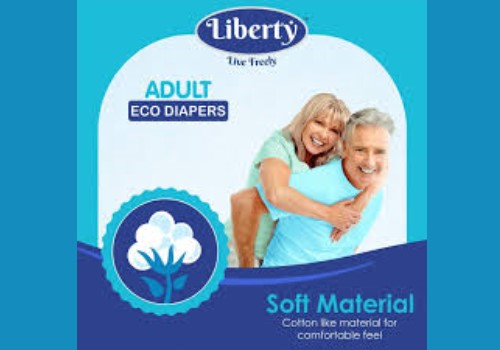 Liberty
Live Freely
ADULT
ECO DIAPERS
Soft Material
Cotton like material for
comfortable feel